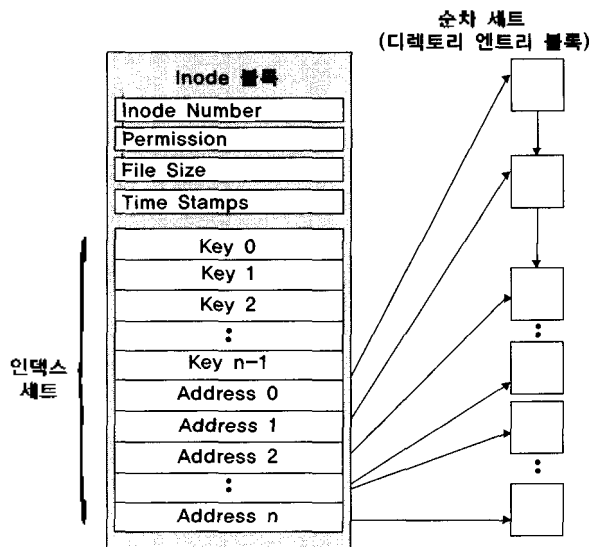 순차 세트
(디렉토리 엔트리 블록)
Inode 블록
Inode Number
Permission
File Size
Time Stamps
Key 0
Key 1
Key 2
:
Key n-1
Address 0
Address 1
Address 2
:
Address n
인덱스
세트
:
: